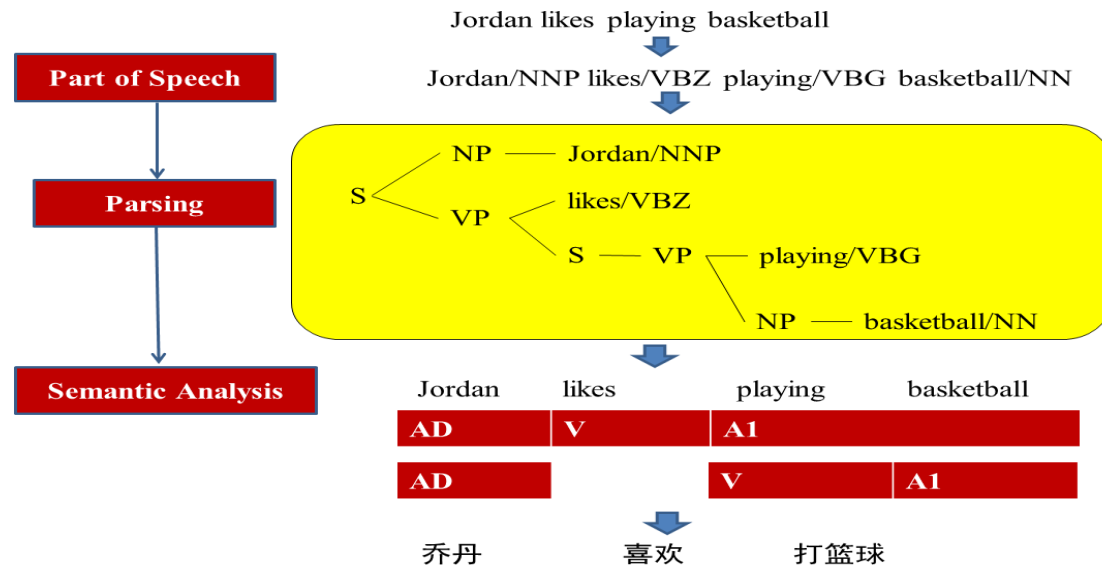 Jordan likes playing basketball
Part of Speech
Jordan/NNP likes/VBZ playing/VBG basketball/NN
NP
Jordan/NNP
S
Parsing
likes/VBZ
VP
S
VP
playing/VBG
NP
basketball/NN
Semantic Analysis
Jordan likes playing basketball
AD V A1
AD V A1
乔丹 喜欢 打篮球